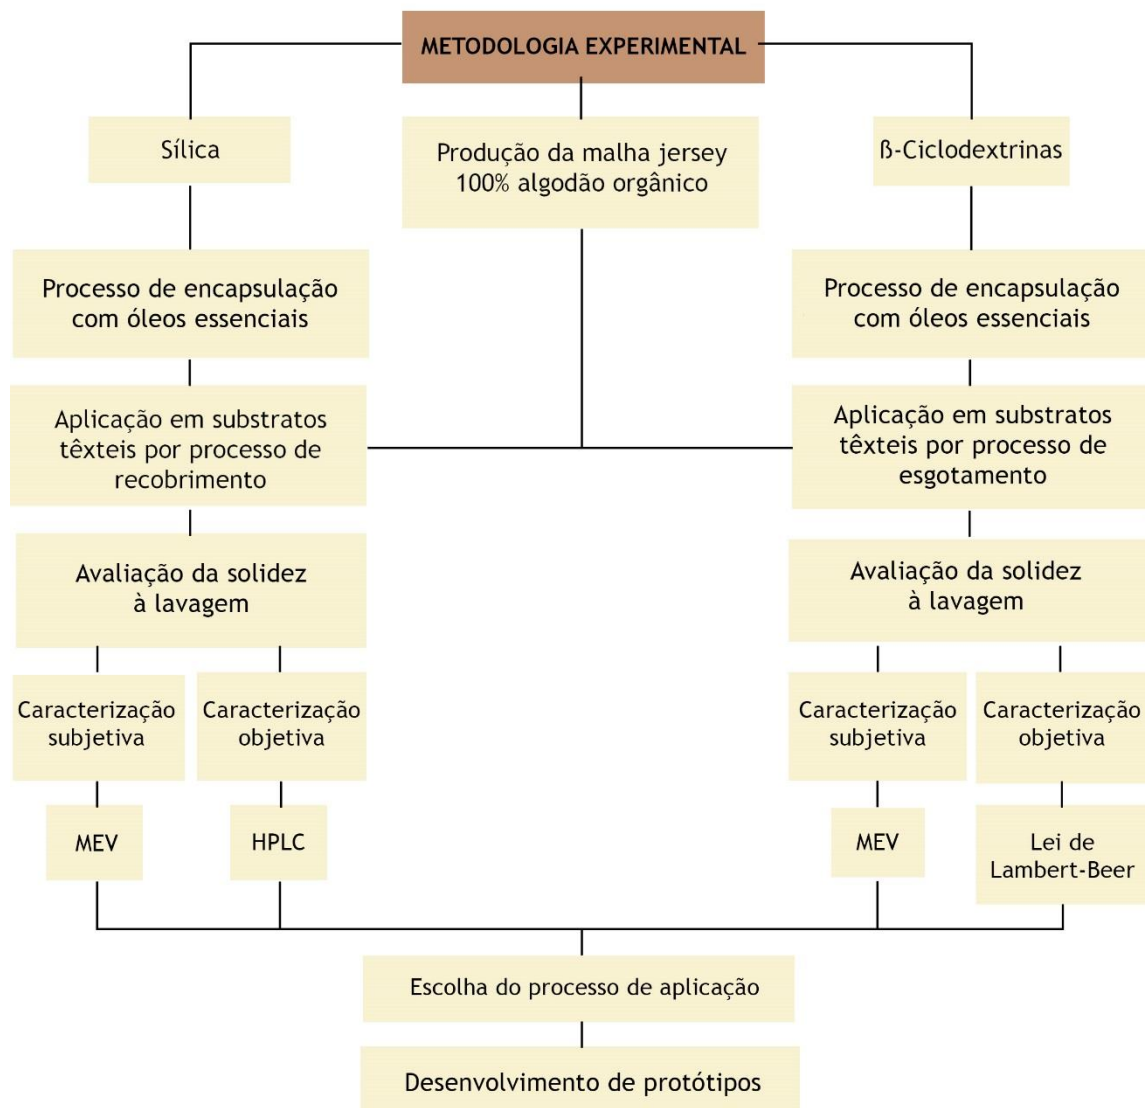 METODOLOGIA EXPERIMENTAL
Sílica
Produção da malha jersey
100% algodão orgânico
ß-Ciclodextrinas
Processo de encapsulação
com óleos essenciais
Processo de encapsulação
com óleos essenciais
Aplicação em substratos
têxteis por processo de
recobrimento
Aplicação em substratos
têxteis por processo de
esgotamento
Avaliação da solidez
à lavagem
Avaliação da solidez
à lavagem
Caracterização
subjetiva
Caracterização
objetiva
Caracterização
subjetiva
Caracterização
objetiva
MEV
HPLC
MEV
Lei de
Lambert-Beer
Escolha do processo de aplicação
Desenvolvimento de protótipos